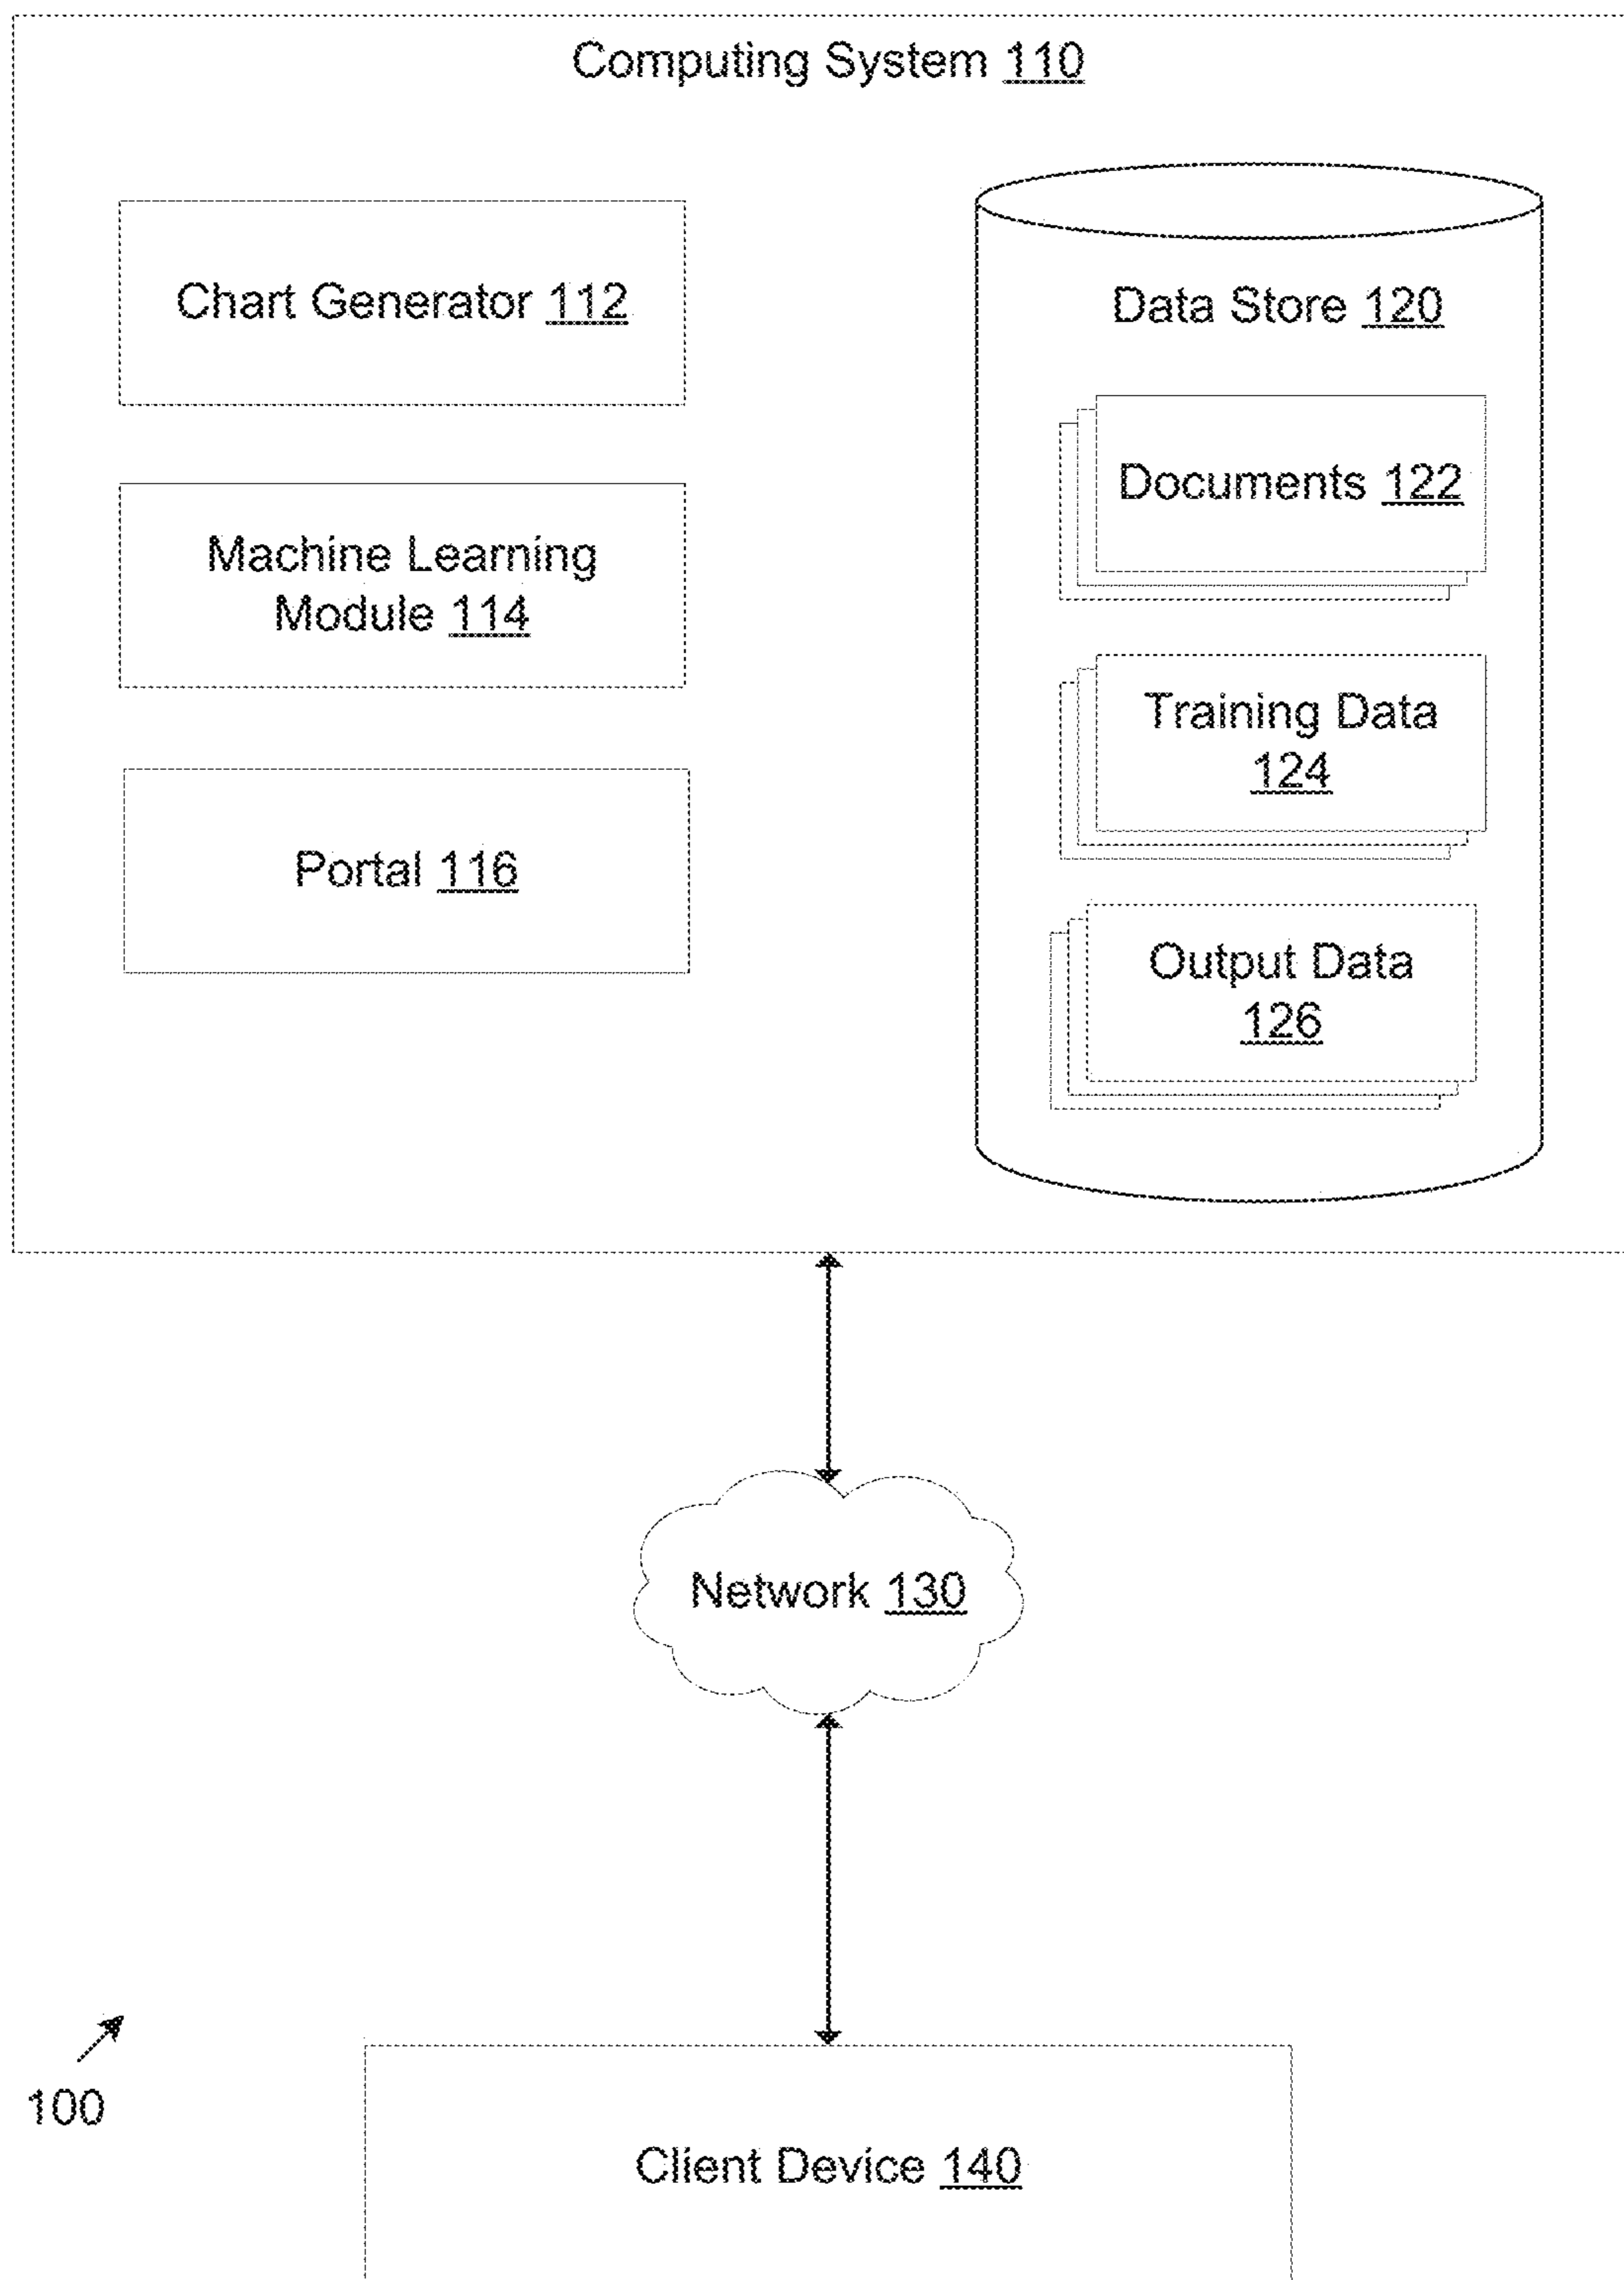 Computing System 110
Chart Generator 112
Machine Learning
Module 114
Portal 116
Data Store 120
Documents 122
Training Data
124
Output Data
126
Network 130
100
Client Device 140